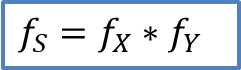 f_S = f_X * f_Y